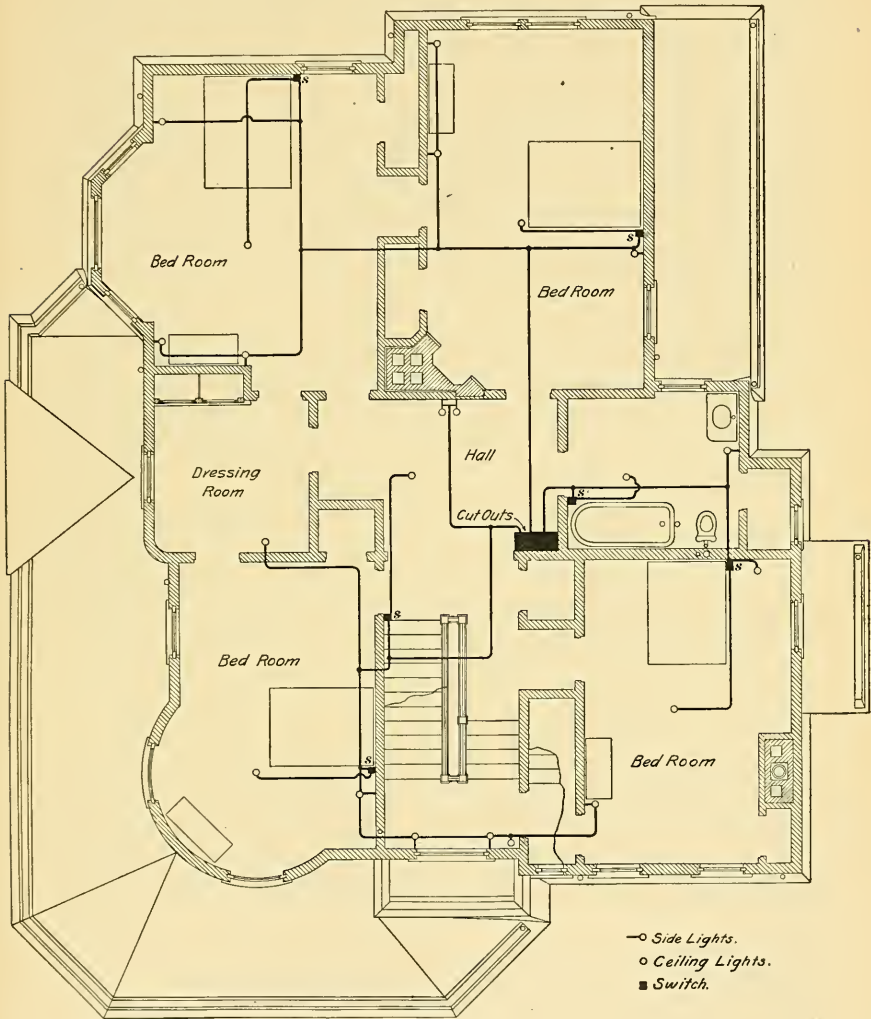 S
S
Bed Room
Bed Room
Hall
Dressing
Room
Cut Outs
S
S
S
Bed Room
S
Bed Room
Side Lights.
Ceiling Lights.
Switch.